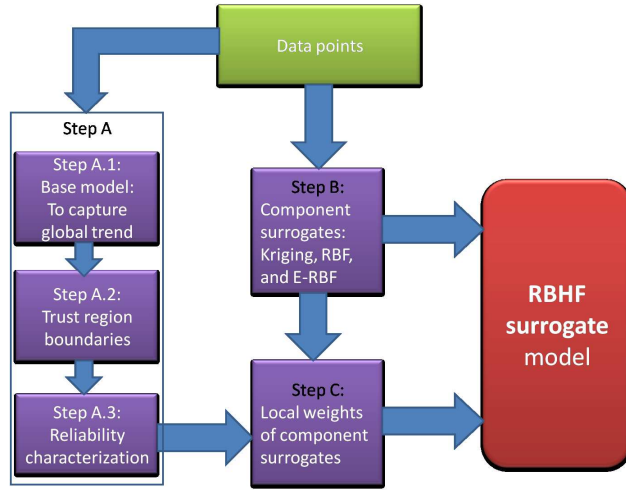 Data points
Step A
Step A.1:
Base model:
To capture
global trend
Step A.2:
Trust region
boundaries
Step A.3:
Reliability
characterization
Step B:
Component
surrogates:
Kriging, RBF,
and E-RBF
Step C:
Local weights
of component
surrogates
RBHF
surrogate
model